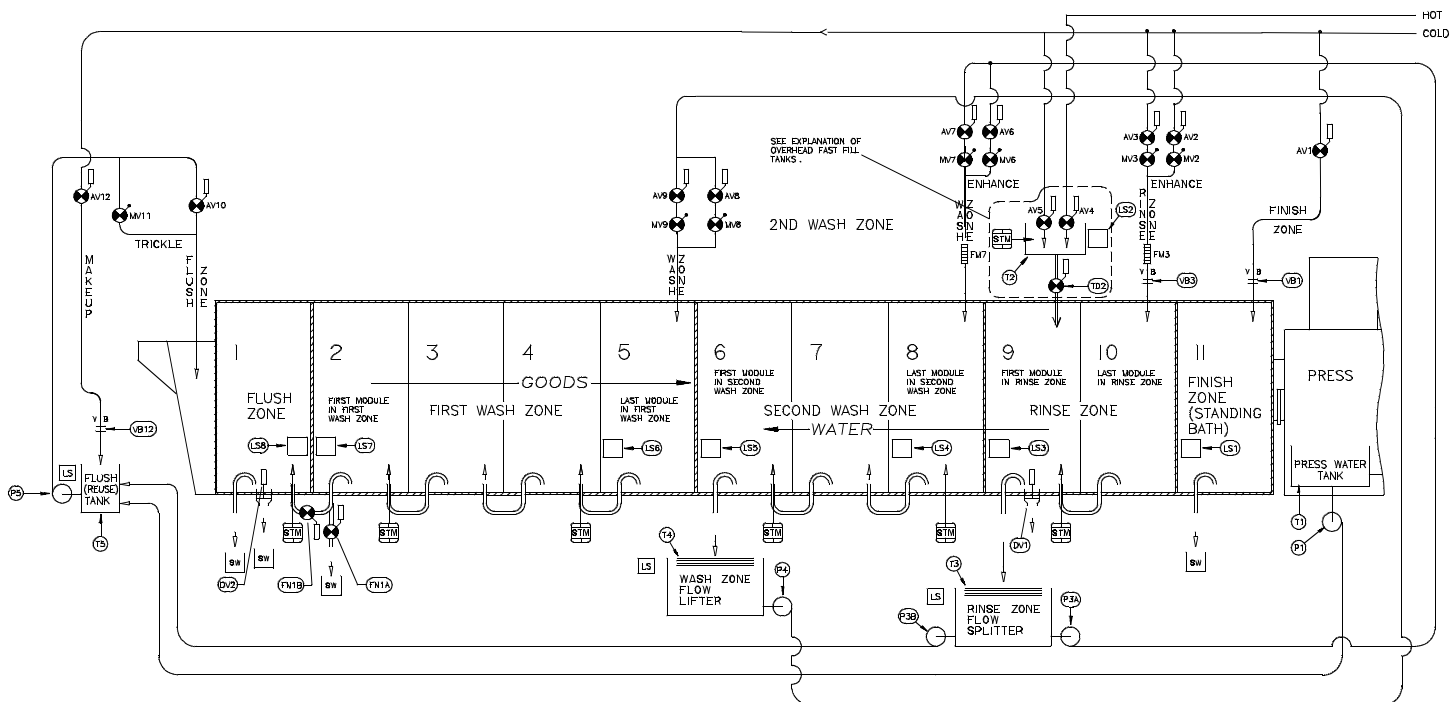 HOT
COLD
SEE EXPLANATION OF
OVERHEAD FAST FILL
TANKS.
AV7
AV6
AV3
AV2
AV1
MV7
MV6
MV3
MV2
ENHANCE
ENHANCE
AV12
MV11
AV10
TRICKLE
AV9
AV8
MV9
MV8
2ND WASH ZONE
MAKEUP
FLUSH
ZONE
WASH
ZONE
WASH
ZONE
RINSE
ZONE
FINISH
ZONE
AV5
AV4
LS2
STM
T2
TD2
FM7
FM3
V B
VB3
V B
VB1
1
2
3
4
5
6
7
8
9
10
11
FLUSH
ZONE
FIRST MODULE
IN FIRST
WASH ZONE
GOODS
FIRST WASH ZONE
LAST MODULE
IN FIRST
WASH ZONE
FIRST MODULE
IN SECOND
WASH ZONE
SECOND WASH ZONE
WATER
LAST MODULE
IN SECOND
WASH ZONE
FIRST MODULE
IN RINSE ZONE
RINSE ZONE
LAST MODULE
IN RINSE ZONE
FINISH
ZONE
(STANDING
BATH)
PRESS
PRESS WATER
TANK
V B
VB12
LS8
LS7
LS6
LS5
LS4
LS3
LS1
LS
P5
FLUSH
(REUSE)
TANK
T5
SW
SW
DV2
STM
FN1B
SW
FN1A
STM
STM
STM
STM
STM
DV1
SW
T1
P1
T4
LS
WASH ZONE
FLOW
LIFTER
P4
T3
LS
RINSE ZONE
FLOW
SPLITTER
P3B
P3A